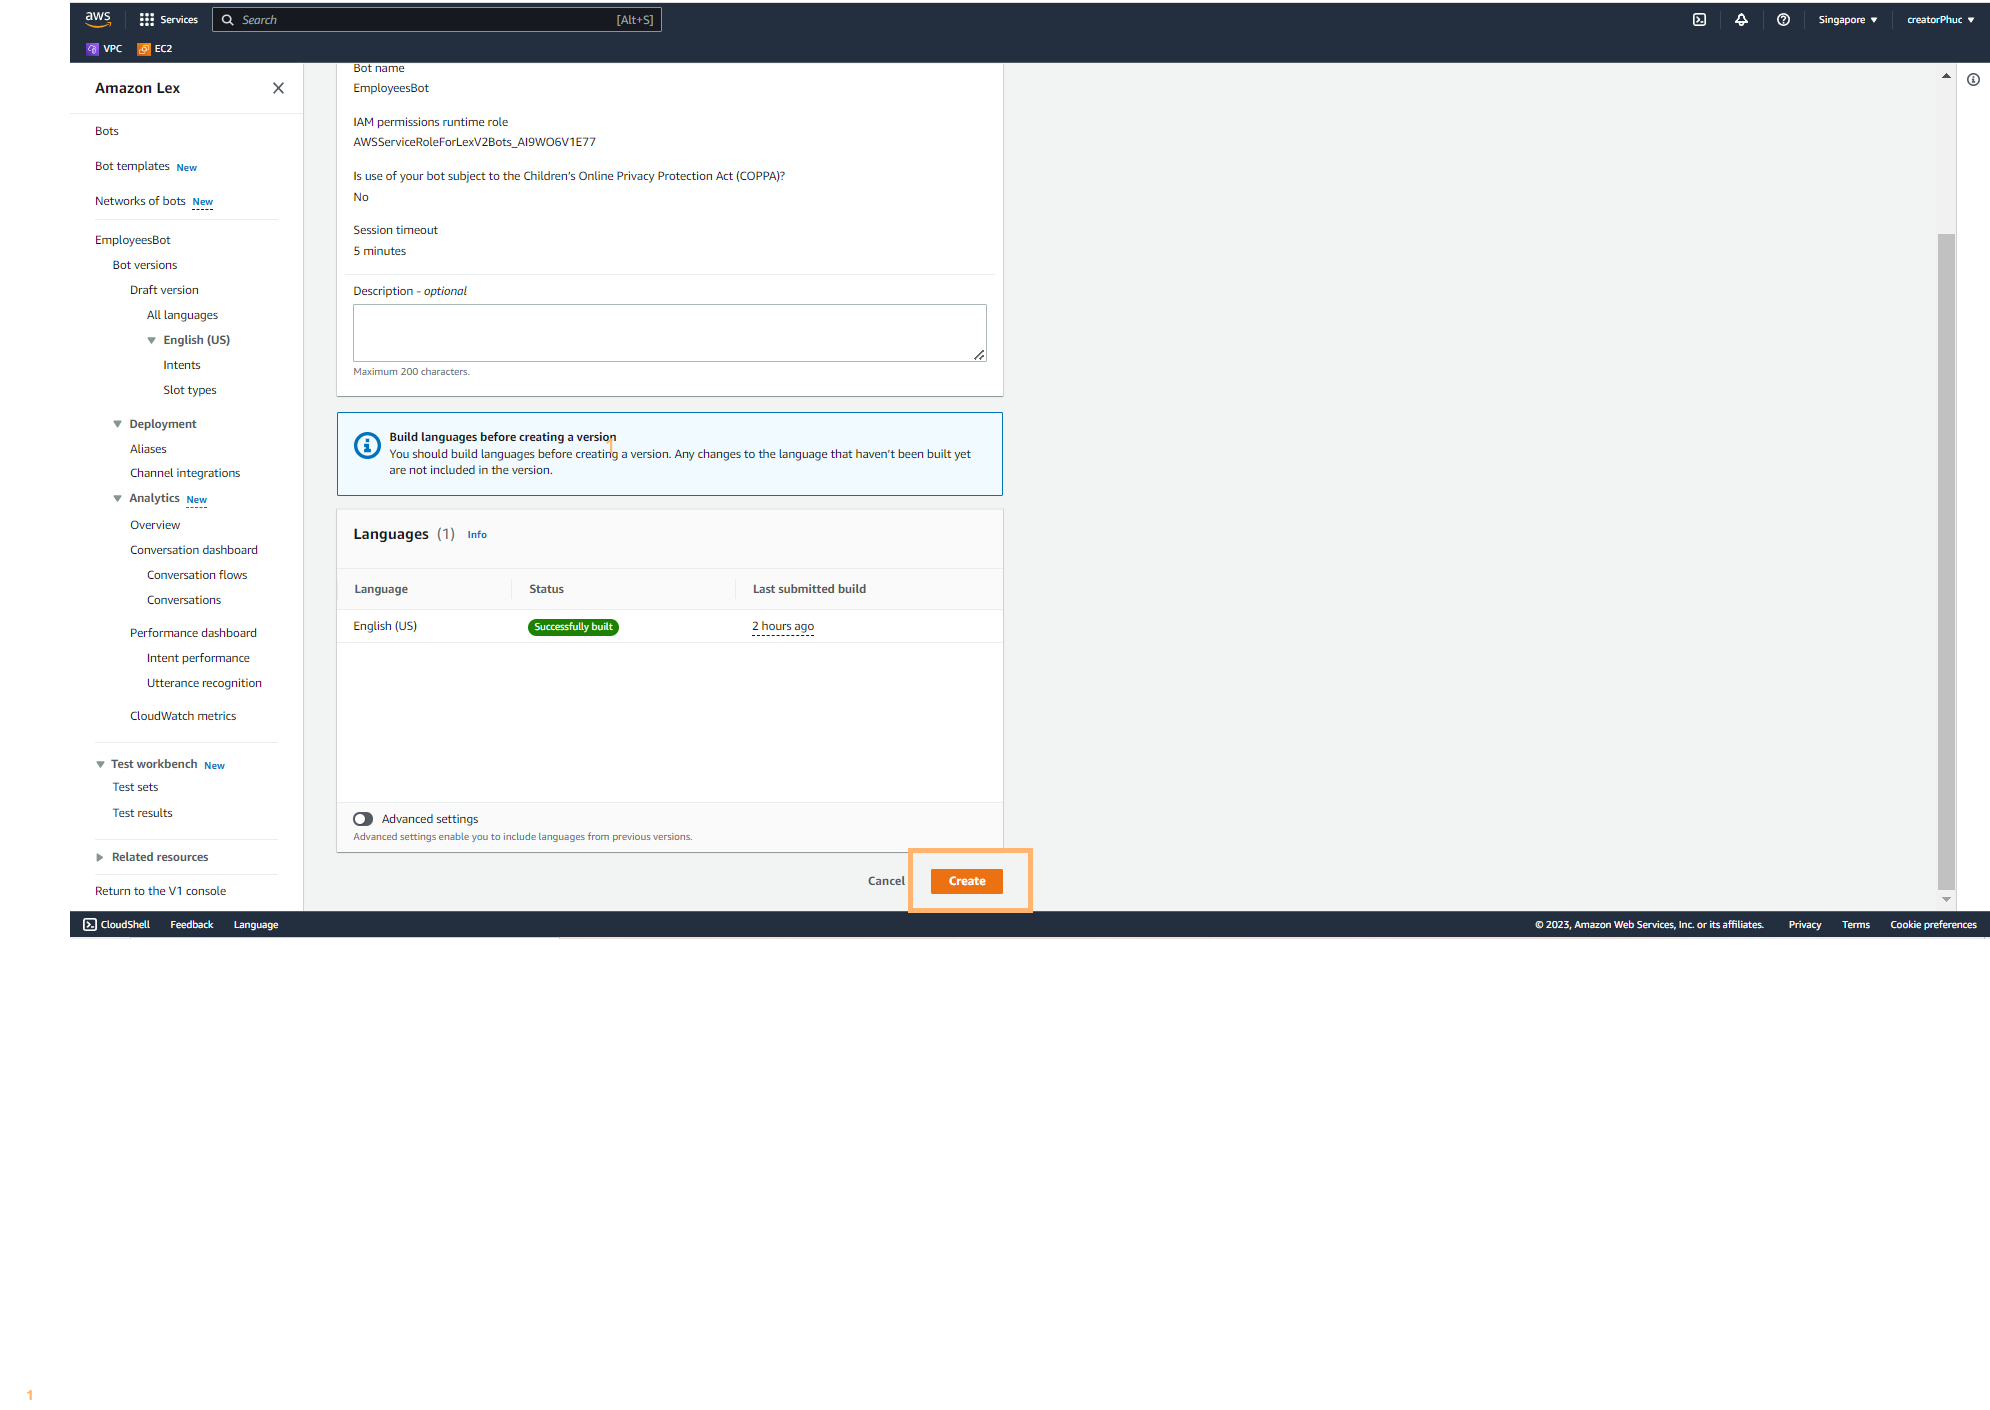 aws Services Search [Alt+S] Singapore creatorPhuc
VPC EC2
Amazon Lex
Bots
Bot templates New
Networks of bots New
EmployeesBot
Bot versions
Draft version
All languages
English (US)
Intents
Slot types
Deployment
Aliases
Channel integrations
Analytics New
Overview
Conversation dashboard
Conversation flows
Conversations
Performance dashboard
Intent performance
Utterance recognition
CloudWatch metrics
Test workbench New
Test sets
Test results
Related resources
Return to the V1 console
Bot name
EmployeesBot
IAM permissions runtime role
AWSServiceRoleForLexV2Bots_AI9WO6V1E77
Is use of your bot subject to the Children's Online Privacy Protection Act (COPPA)?
No
Session timeout
5 minutes
Description - optional
Maximum 200 characters.
Build languages before creating a version
1
You should build languages before creating a version. Any changes to the language that haven't been built yet
are not included in the version.
Languages (1) Info
Language Status Last submitted build
English (US) Successfully built 2 hours ago
Advanced settings
Advanced settings enable you to include languages from previous versions.
Cancel Create
CloudShell Feedback Language © 2023, Amazon Web Services, Inc. or its affiliates. Privacy Terms Cookie preferences
1